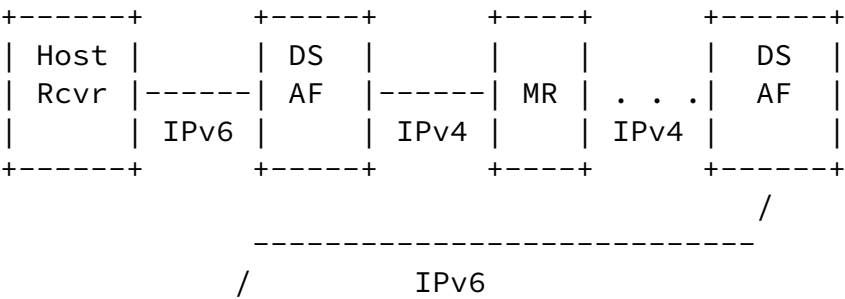 +------+ +-----+ +----+ +------+
| Host | | DS | | | | DS |
| Rcvr |------| AF |------| MR | . . .| AF |
| | IPv6 | | IPv4 | | IPv4 | |
+------+ +-----+ +----+ +------+
/
----------------------------
/ IPv6